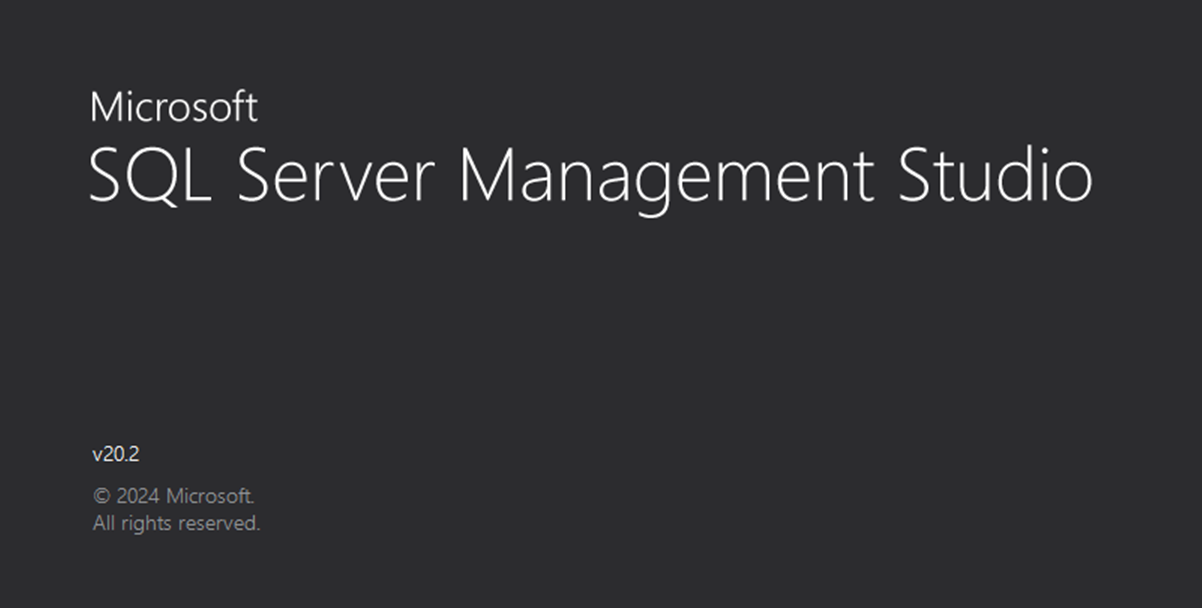 Microsoft
SQL Server Management Studio
v20.2
© 2024 Microsoft.
All rights reserved.